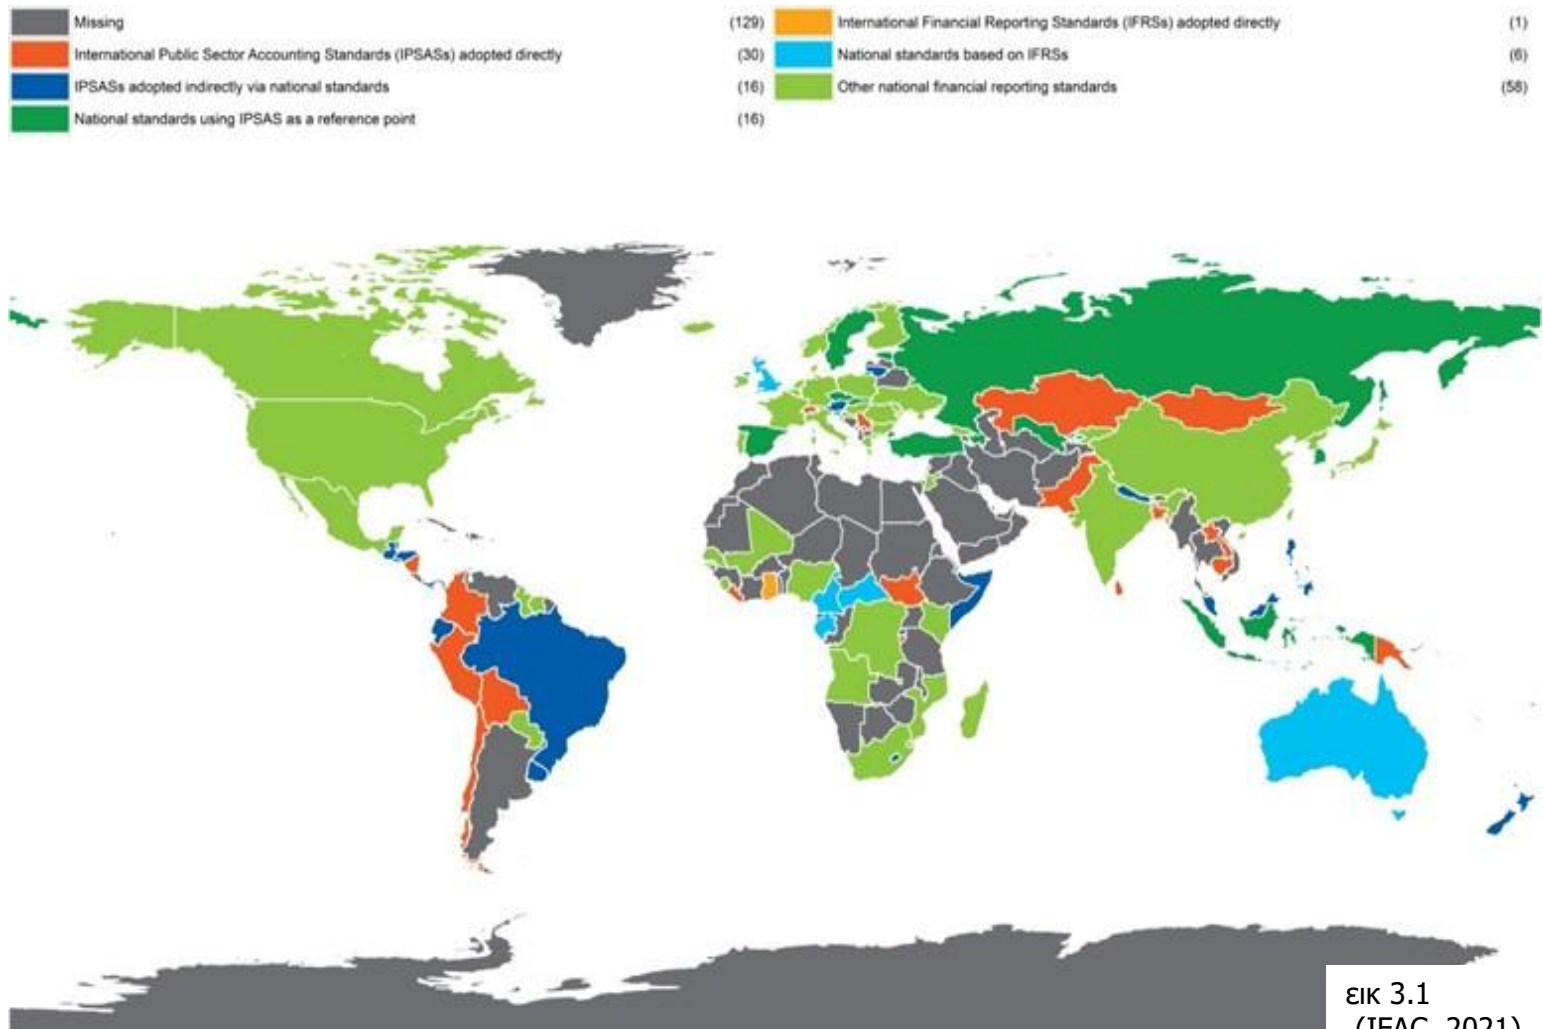 Missing (129)
International Public Sector Accounting Standards (IPSASs) adopted directly (30)
IPSASs adopted indirectly via national standards (16)
National standards using IPSAS as a reference point (16)
International Financial Reporting Standards (IFRSs) adopted directly (1)
National standards based on IFRSs (6)
Other national financial reporting standards (58)
εικ 3.1
(IFAC, 2021)